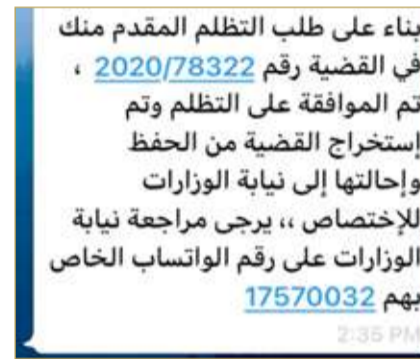 بناء على طلب التظلم المقدم منك
في القضية رقم 2020/78322 ،
تم الموافقة على التظلم وتم
إستخراج القضية من الحفظ
وإحالتها إلى نيابة الوزارات
للإختصاص ،، يرجى مراجعة نيابة
الوزارات على رقم الواتساب الخاص
بهم 17570032
2:35 PM